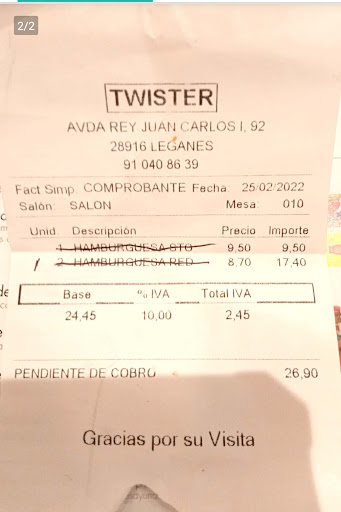 2/2
TWISTER
AVDA REY JUAN CARLOS I, 92
28916 LEGANES
91 040 86 39
Fact Simp. COMPROBANTE Fecha: 25/02/2022
Salón: SALON Mesa: 010
Unid. Descripción Precio Importe
1 HAMBURGUESA STO 9,50 9,50
1 2 HAMBURGUESA RED 8,70 17,40
Base % IVA Total IVA
24,45 10,00 2,45
PENDIENTE DE COBRO 26,90
Gracias por su Visita